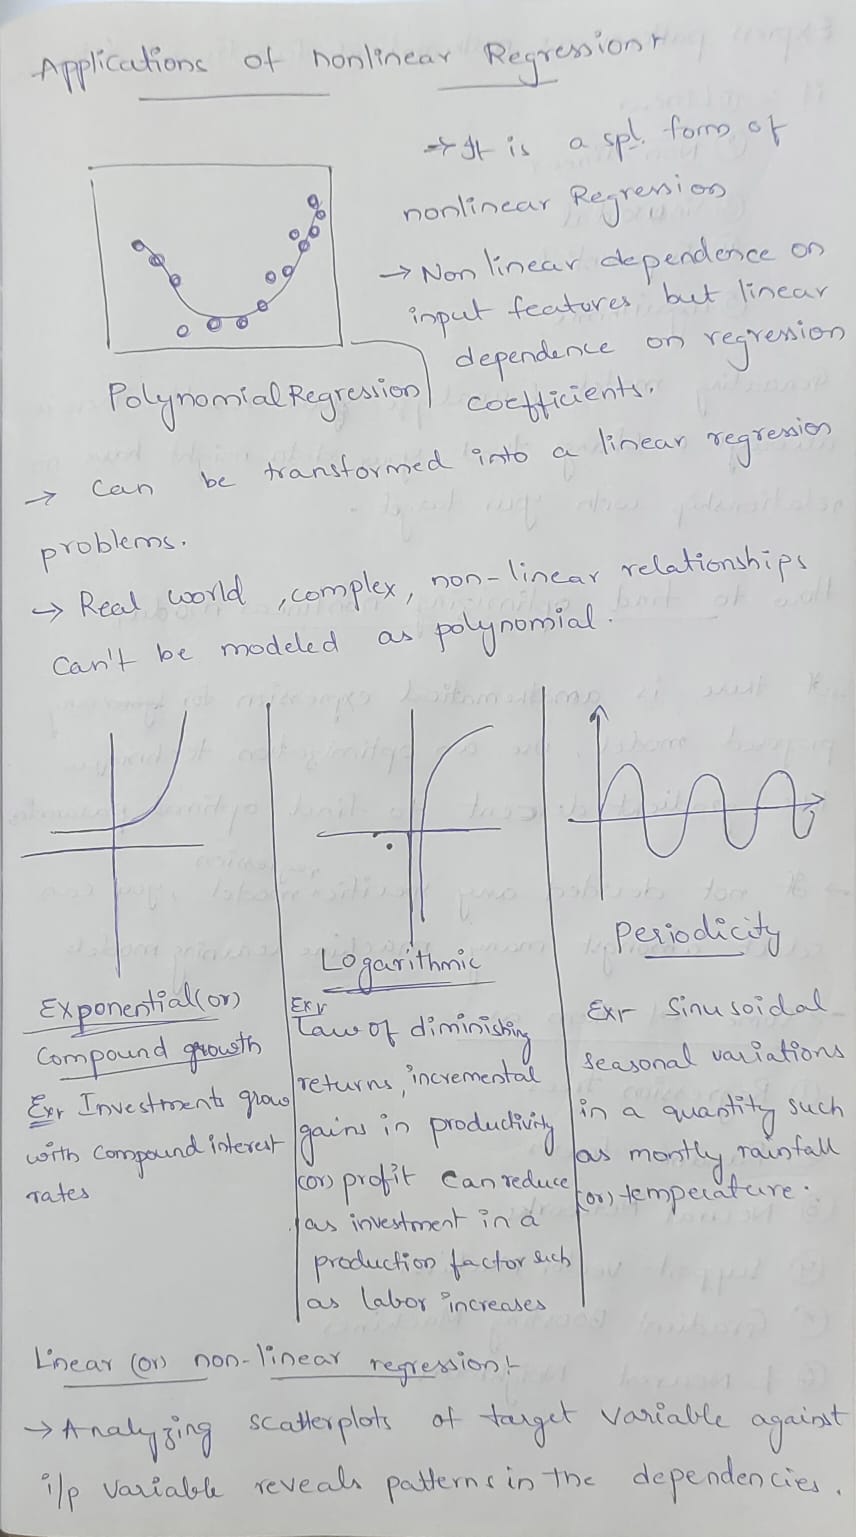 Applications of nonlinear Regression:-
→ It is a spl. form of
nonlinear Regression
→ Non linear dependence on
input features but linear
dependence on regression
coefficients.
Polynomial Regression
→ Can be transformed into a linear regression
problems.
→ Real world, complex, non-linear relationships
Can't be modeled as polynomial.
Exponential (or)
Compound growth
Ex:- Investments grow
with compound interest
rates
Logarithmic
Ex:-
Law of diminishing
returns, incremental
gains in productivity
(or) profit can reduce
as investment in a
production factor such
as labor increases
Periodicity
Ex:- Sinusoidal
seasonal variations
in a quantity such
as montly rainfall
(or) temperature.
Linear (or) non-linear regression:-
→ Analyzing scatterplots of target variable against
i/p variable reveals patterns in the dependencies.